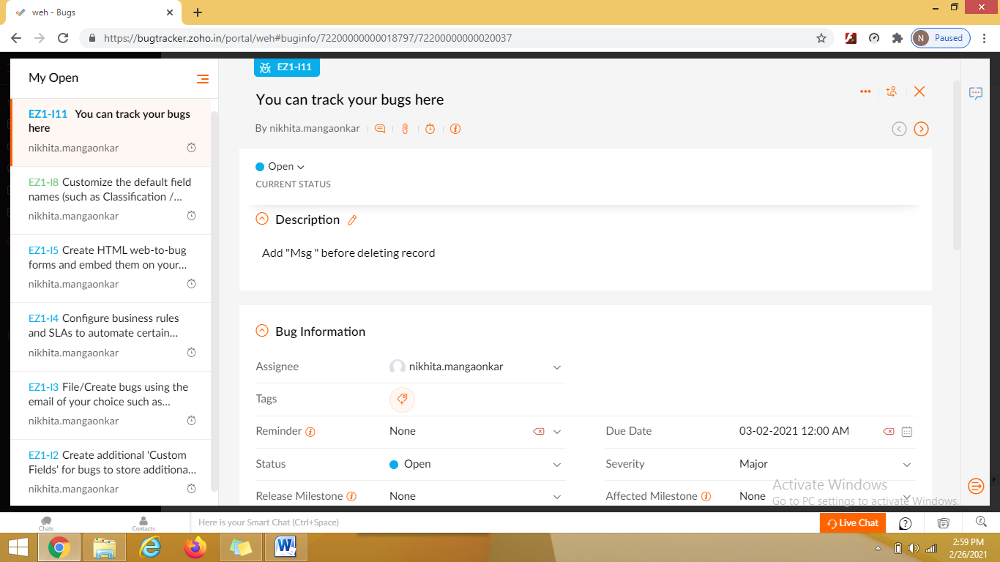 weh - Bugs
https://bugtracker.zoho.in/portal/weh#buginfo/72200000000018797/72200000000020037
N Paused
My Open
EZ1-I11 You can track your bugs
here
nikhita.mangaonkar
EZ1-I8 Customize the default field
names (such as Classification /...
nikhita.mangaonkar
EZ1-I5 Create HTML web-to-bug
forms and embed them on your...
nikhita.mangaonkar
EZ1-I4 Configure business rules
and SLAs to automate certain...
nikhita.mangaonkar
EZ1-I3 File/Create bugs using the
email of your choice such as...
nikhita.mangaonkar
EZ1-I2 Create additional 'Custom
Fields' for bugs to store additiona...
nikhita.mangaonkar
EZ1-I11
You can track your bugs here
By nikhita.mangaonkar
Open
CURRENT STATUS
Description
Add "Msg " before deleting record
Bug Information
Assignee nikhita.mangaonkar
Tags
Reminder None Due Date 03-02-2021 12:00 AM
Status Open Severity Major
Release Milestone None Affected Milestone None
Activate Windows
Go to PC settings to activate Windows.
Chats Contacts Here is your Smart Chat (Ctrl+Space) Live Chat
2:59 PM
2/26/2021